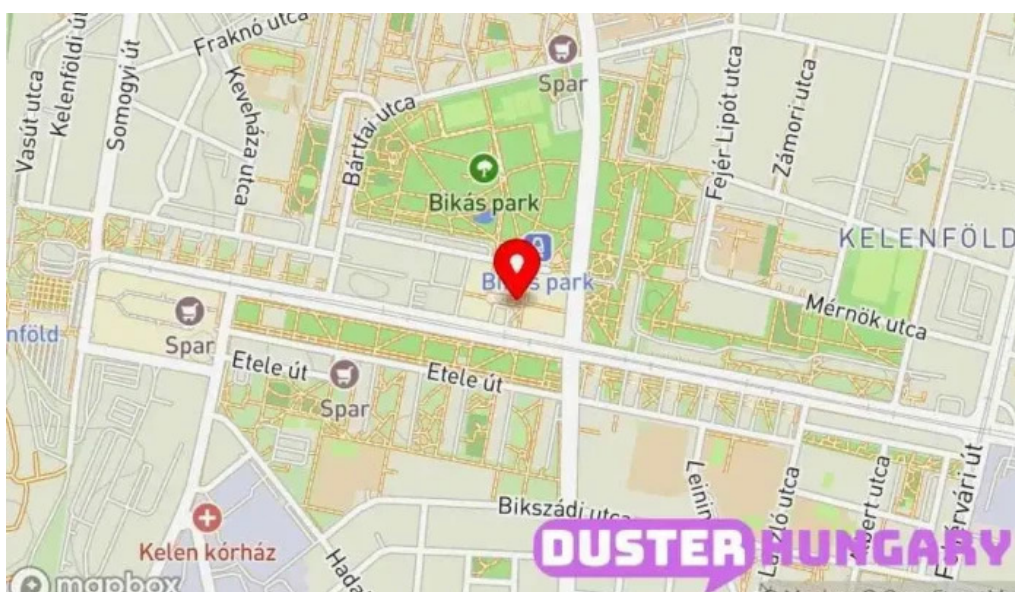 Fraknó utca
Spar
Vasút utca
Kelenföldi út
Somogyi út
Keveháza utca
Bártfai utca
Fejér Lipót utca
Zámori utca
Bikás park
KELENFÖLD
Bikás park
Mérnök utca
nföld
Spar
Etele út
Etele út
Spar
Bikszádi utca
Kelen kórház
DUSTER HUNGARY
mapbox